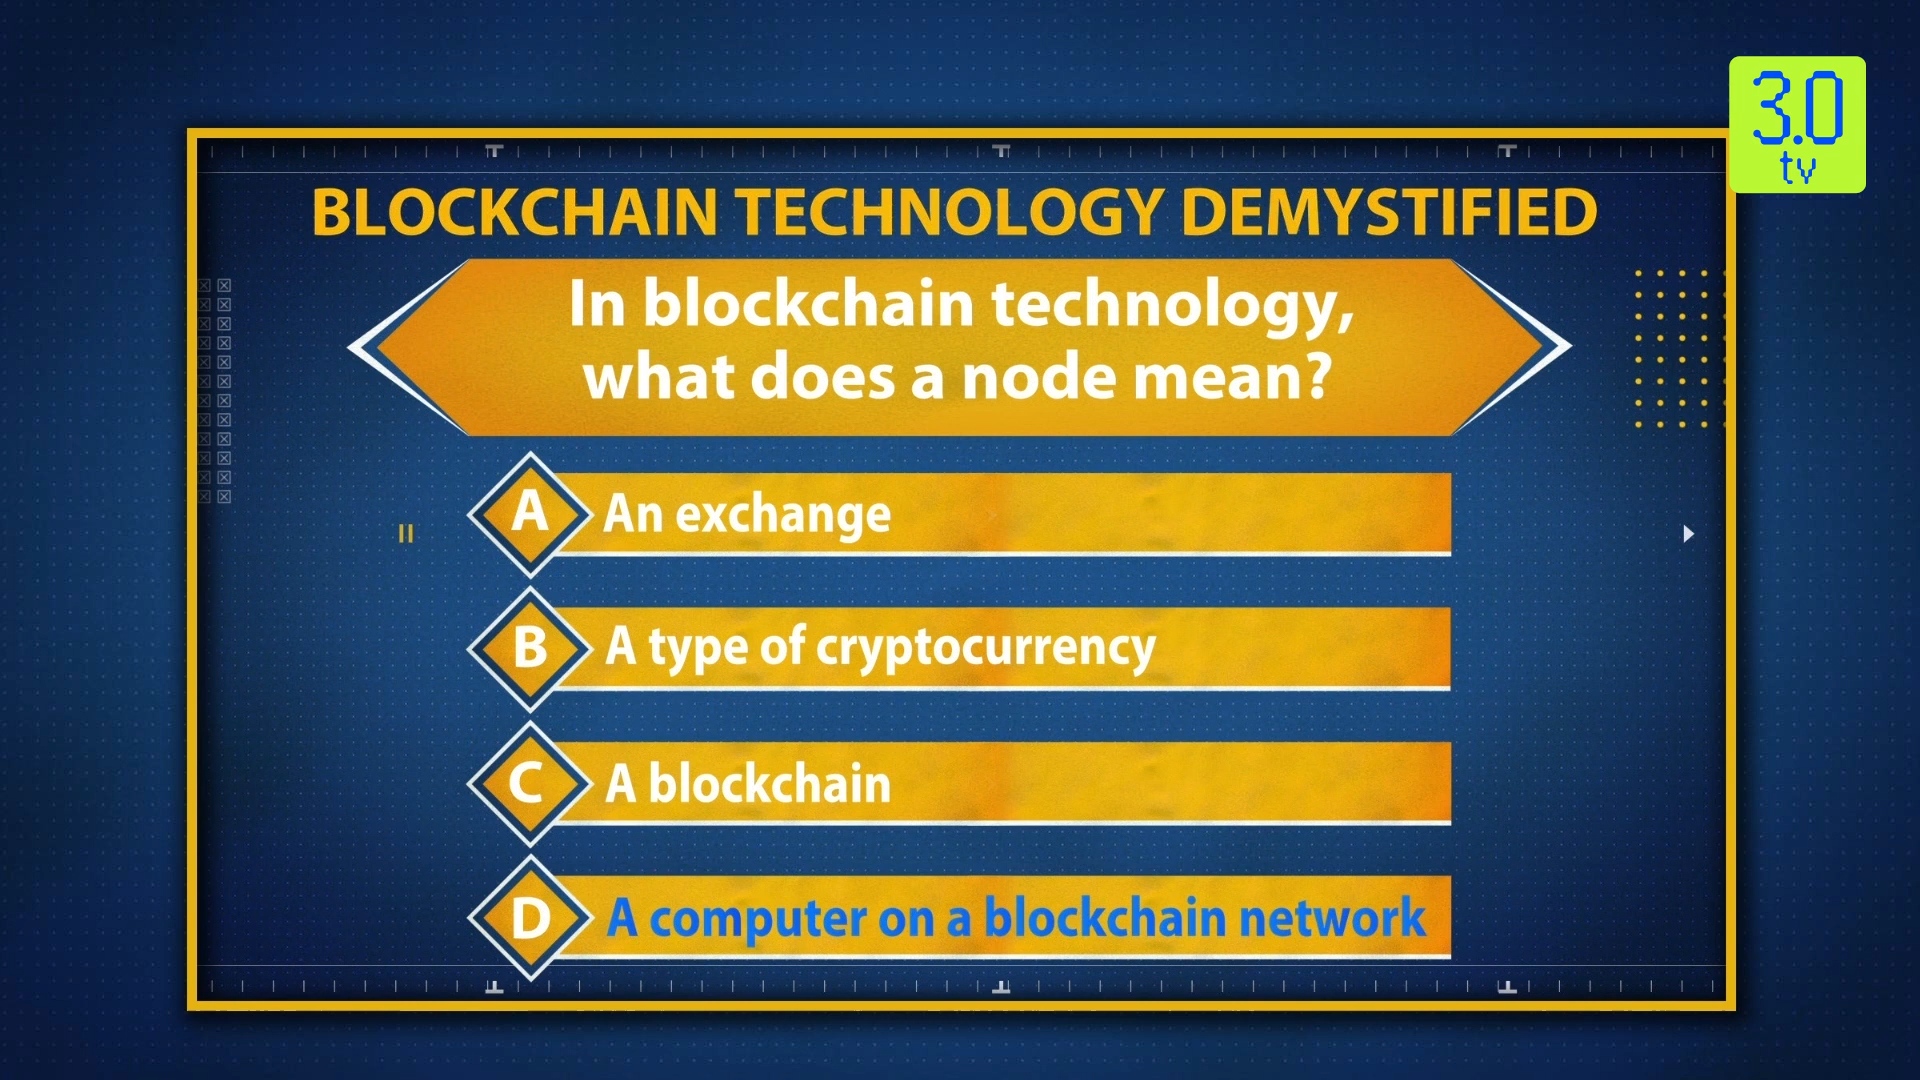 3.0
tv
BLOCKCHAIN TECHNOLOGY DEMYSTIFIED
In blockchain technology,
what does a node mean?
A An exchange
B A type of cryptocurrency
C A blockchain
D A computer on a blockchain network